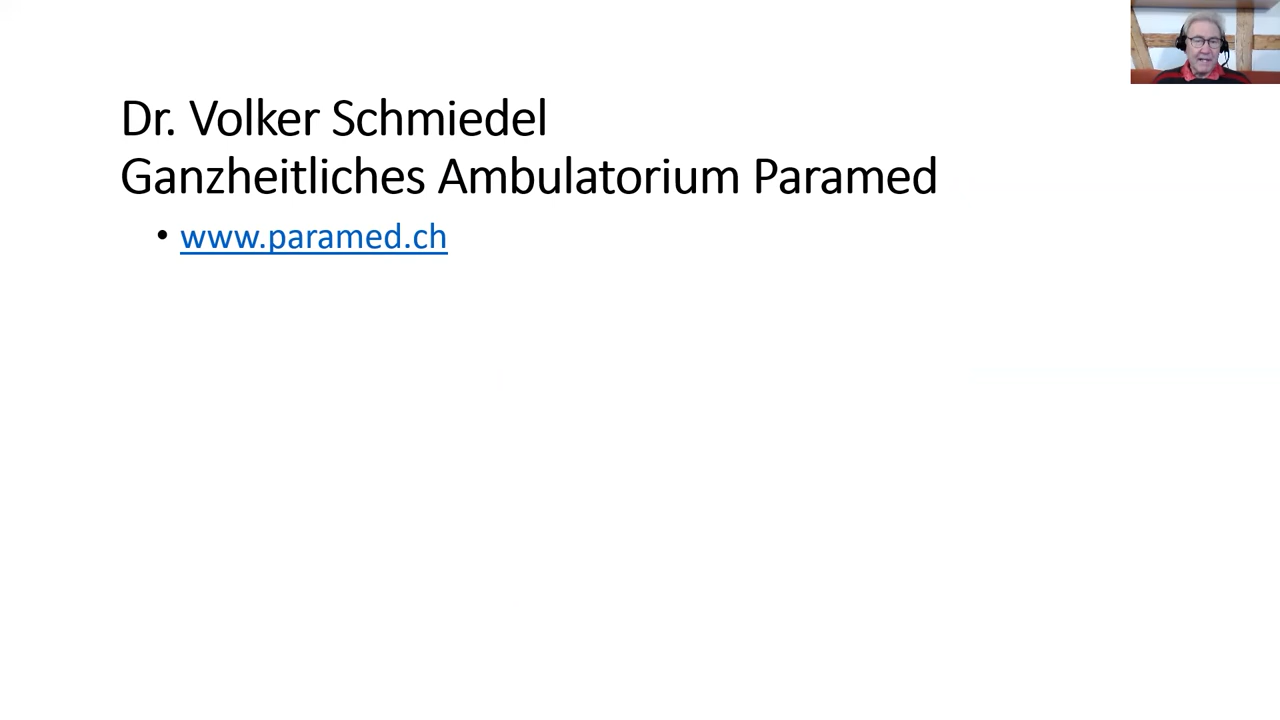 Dr. Volker Schmiedel
Ganzheitliches Ambulatorium Paramed
• www.paramed.ch